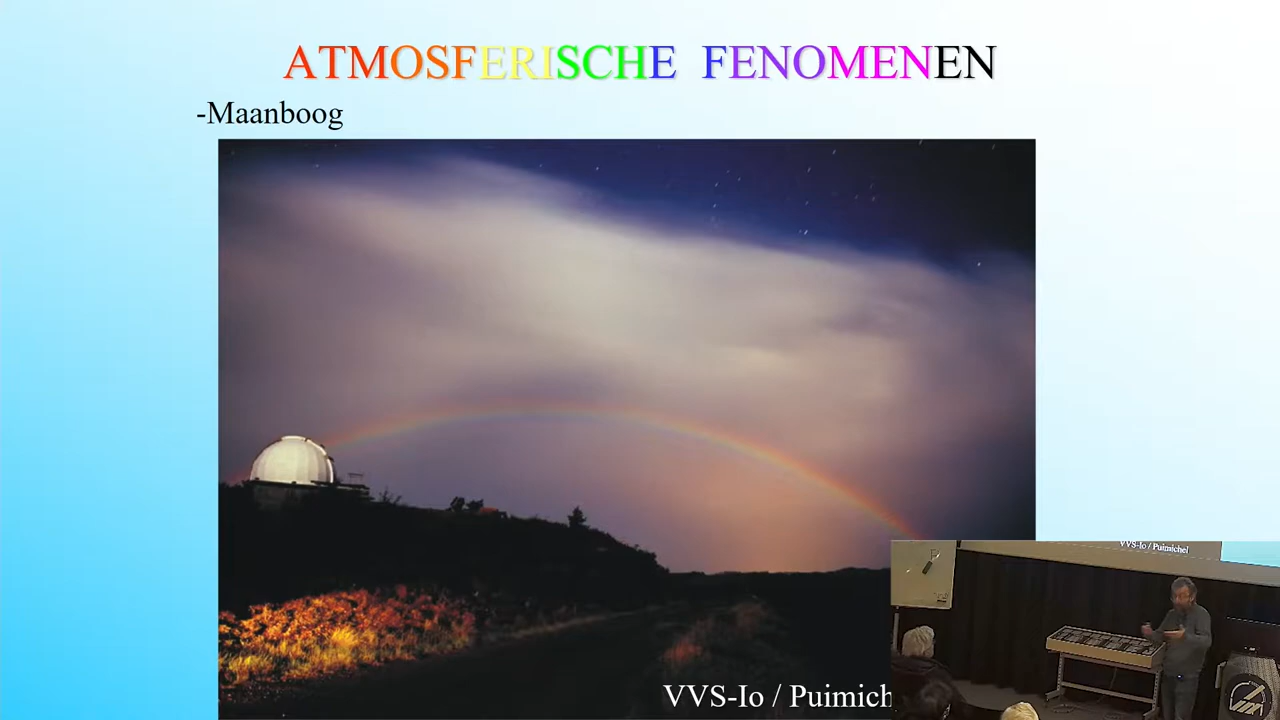 ATMOSFERISCHE FENOMENEN
-Maanboog
VVS-Io / Puimich
VVS-Io / Puimichel